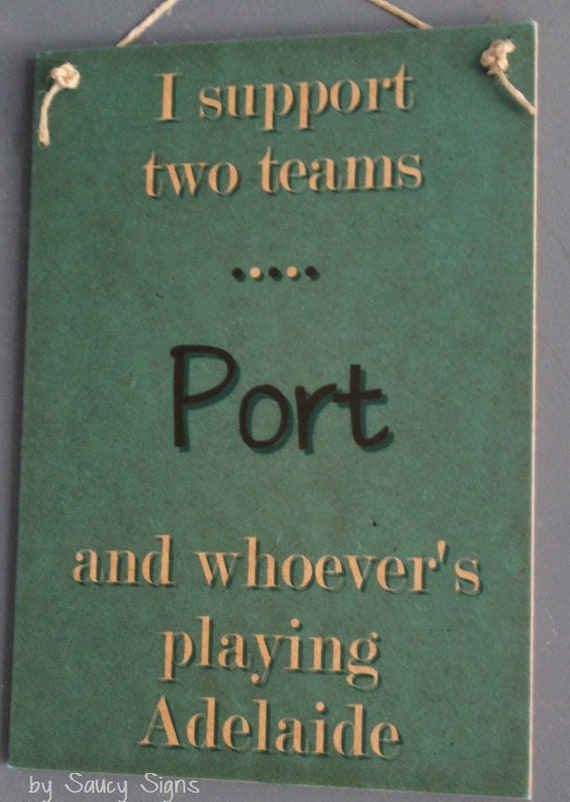 I support
two teams
.....
Port
and whoever's
playing
Adelaide
by Saucy Signs